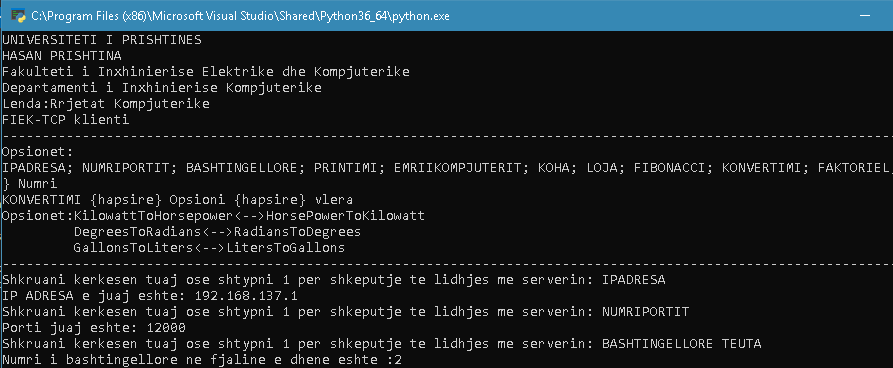 C:\Program Files (x86)\Microsoft Visual Studio\Shared\Python36_64\python.exe
UNIVERSITETI I PRISHTINES
HASAN PRISHTINA
Fakulteti i Inxhinierise Elektrike dhe Kompjuterike
Departamenti i Inxhinierise Kompjuterike
Lenda:Rrjetat Kompjuterike
FIEK-TCP klienti
Opsionet:
IPADRESA; NUMRIPORTIT; BASHTINGELLORE; PRINTIMI; EMRIIKOMPJUTERIT; KOHA; LOJA; FIBONACCI; KONVERTIMI; FAKTORIEL,
} Numri
KONVERTIMI {hapsire} Opsioni {hapsire} vlera
Opsionet:KilowattToHorsepower<-->HorsePowerToKilowatt
DegreesToRadians<-->RadiansToDegrees
GallonsToLiters<-->LitersToGallons
Shkruani kerkesen tuaj ose shtypni 1 per shkeputje te lidhjes me serverin: IPADRESA
IP ADRESA e juaj eshte: 192.168.137.1
Shkruani kerkesen tuaj ose shtypni 1 per shkeputje te lidhjes me serverin: NUMRIPORTIT
Porti juaj eshte: 12000
Shkruani kerkesen tuaj ose shtypni 1 per shkeputje te lidhjes me serverin: BASHTINGELLORE TEUTA
Numri i bashtingellore ne fjaline e dhene eshte :2